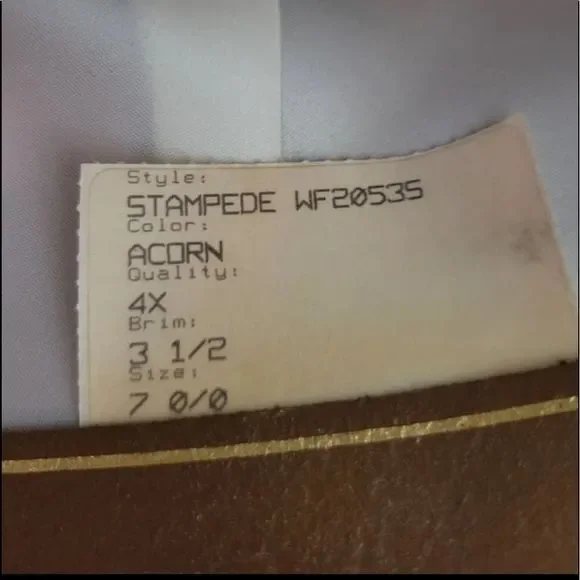 Style:
STAMPEDE WF20535
Color:
ACORN
Quality:
4X
Brim:
3 1/2
Size:
7 0/0